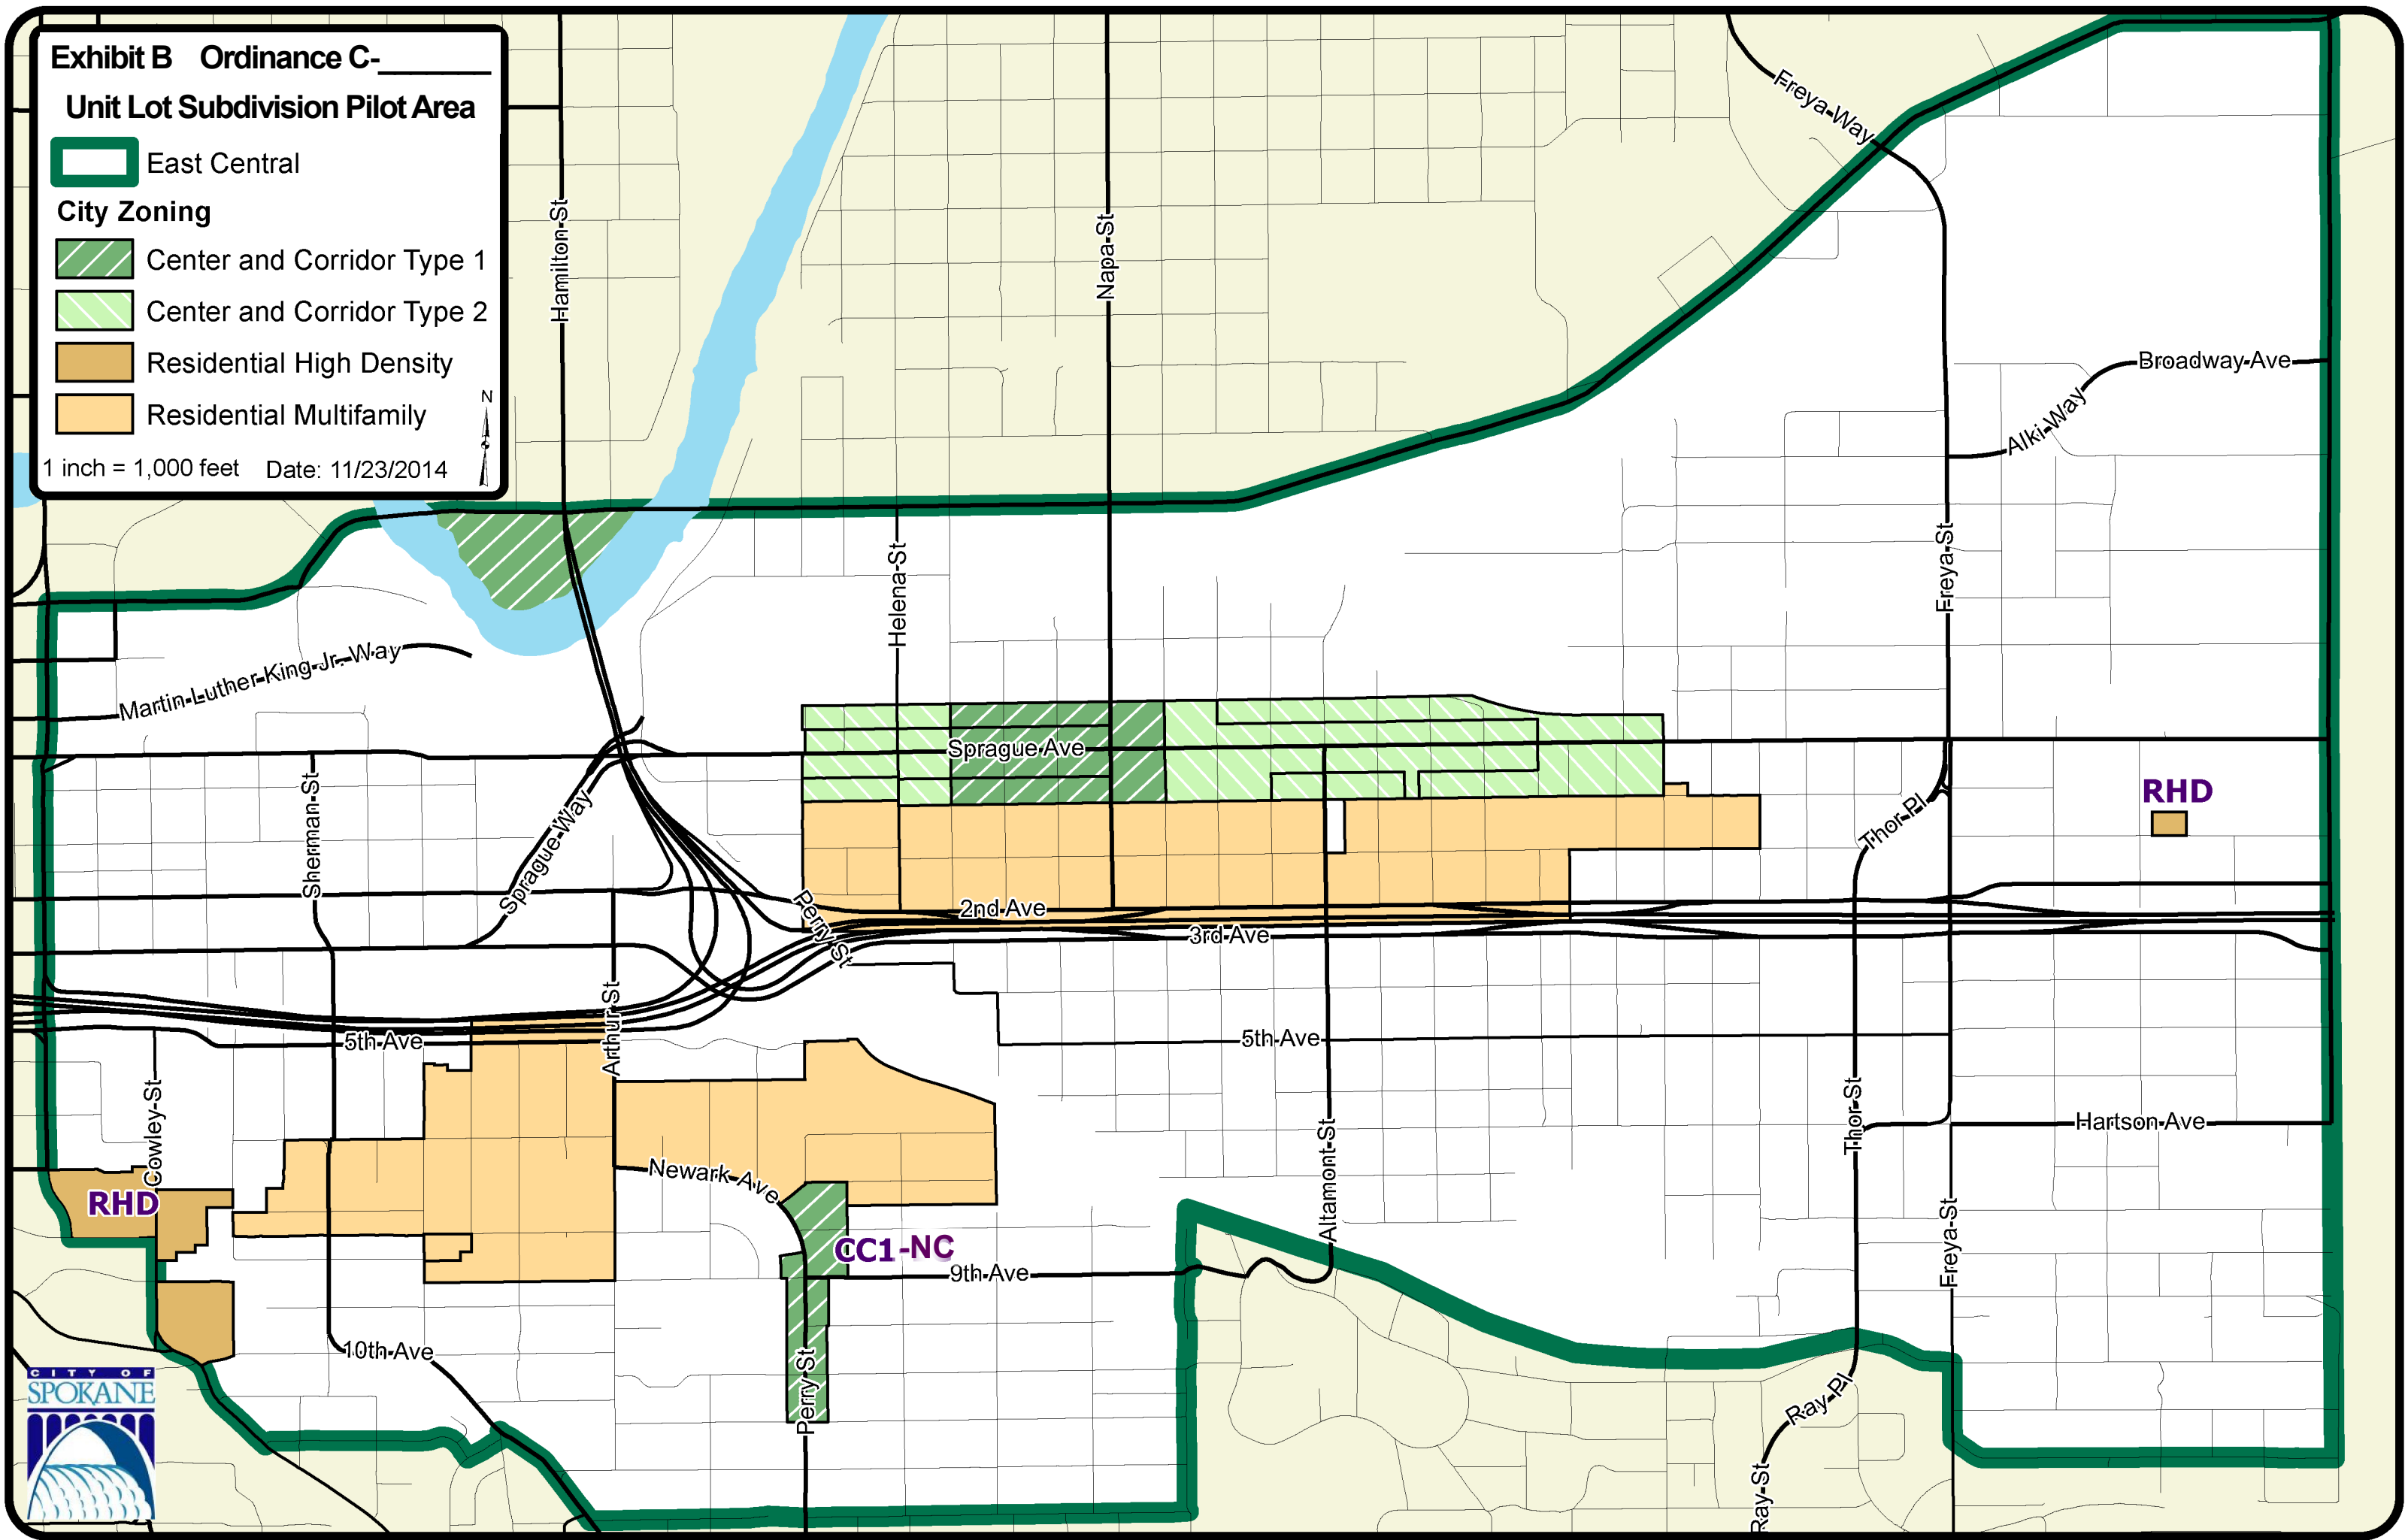 Exhibit B Ordinance C-________
Unit Lot Subdivision Pilot Area
East Central
City Zoning
Center and Corridor Type 1
Center and Corridor Type 2
Residential High Density
Residential Multifamily
N
1 inch = 1,000 feet Date: 11/23/2014
Freya Way
Hamilton St
Napa St
Broadway Ave
Alki Way
Helena St
Freya St
Martin Luther King Jr. Way
Sprague Ave
Sherman St
Sprague Way
Thor Pl
RHD
Perry St
2nd Ave
3rd Ave
Arthur St
5th Ave
5th Ave
Cowley St
Thor St
Hartson Ave
Altamont St
Newark Ave
RHD
CC1-NC
9th Ave
Freya St
10th Ave
Perry St
Ray Pl
Ray St
CITY OF
SPOKANE